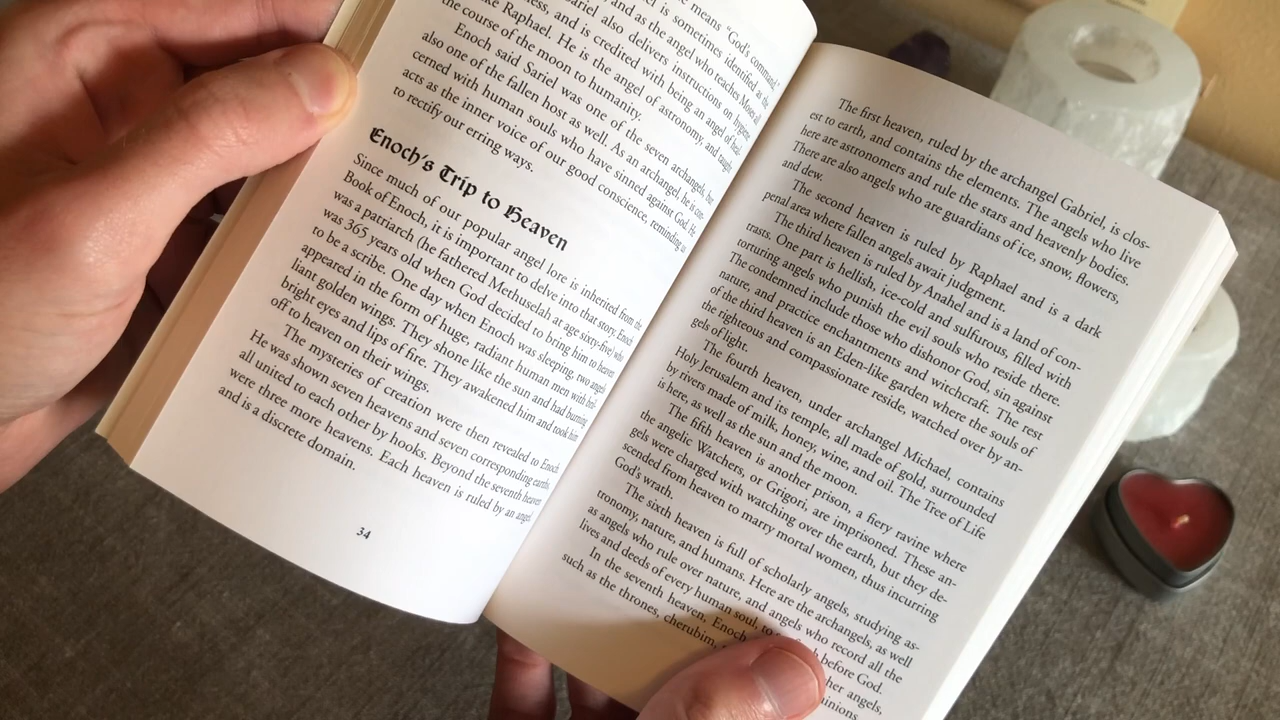 means "God's command,"
is sometimes identified as the
and as the angel who teaches Moses all
also delivers instructions on hygiene
and is credited with being an angel of heal-
Raphael. He is the angel of astronomy, and taught
the course of the moon to humanity.
Enoch said Sariel was one of the seven archangels, but
also one of the fallen host as well. As an archangel, he is con-
cerned with human souls who have sinned against God. He
acts as the inner voice of our good conscience, reminding us
to rectify our erring ways.
Enoch's Trip to Heaven
Since much of our popular angel lore is inherited from the
Book of Enoch, it is important to delve into that story. Enoch
was a patriarch (he fathered Methuselah at age sixty-five) who
was 365 years old when God decided to bring him to heaven
to be a scribe. One day when Enoch was sleeping, two angels
appeared in the form of huge, radiant human men with bril-
liant golden wings. They shone like the sun and had burning
bright eyes and lips of fire. They awakened him and took him
off to heaven on their wings.
The mysteries of creation were then revealed to Enoch.
He was shown seven heavens and seven corresponding earths,
all united to each other by hooks. Beyond the seventh heaven
were three more heavens. Each heaven is ruled by an angel
and is a discrete domain.
34
The first heaven, ruled by the archangel Gabriel, is clos-
est to earth, and contains the elements. The angels who live
here are astronomers and rule the stars and heavenly bodies.
There are also angels who are guardians of ice, snow, flowers,
and dew.
The second heaven is ruled by Raphael and is a dark
penal area where fallen angels await judgment.
The third heaven is ruled by Anahel and is a land of con-
trasts. One part is hellish, ice-cold and sulfurous, filled with
torturing angels who punish the evil souls who reside there.
The condemned include those who dishonor God, sin against
nature, and practice enchantments and witchcraft. The rest
of the third heaven is an Eden-like garden where the souls of
the righteous and compassionate reside, watched over by an-
gels of light.
The fourth heaven, under archangel Michael, contains
Holy Jerusalem and its temple, all made of gold, surrounded
by rivers made of milk, honey, wine, and oil. The Tree of Life
is here, as well as the sun and the moon.
The fifth heaven is another prison, a fiery ravine where
the angelic Watchers, or Grigori, are imprisoned. These an-
gels were charged with watching over the earth, but they de-
scended from heaven to marry mortal women, thus incurring
God's wrath.
The sixth heaven is full of scholarly angels, studying as-
tronomy, nature, and humans. Here are the archangels, as well
as angels who rule over nature, and angels who record all the
lives and deeds of every human soul, to before God.
In the seventh heaven, Enoch angels,
such as the thrones, cherubim,